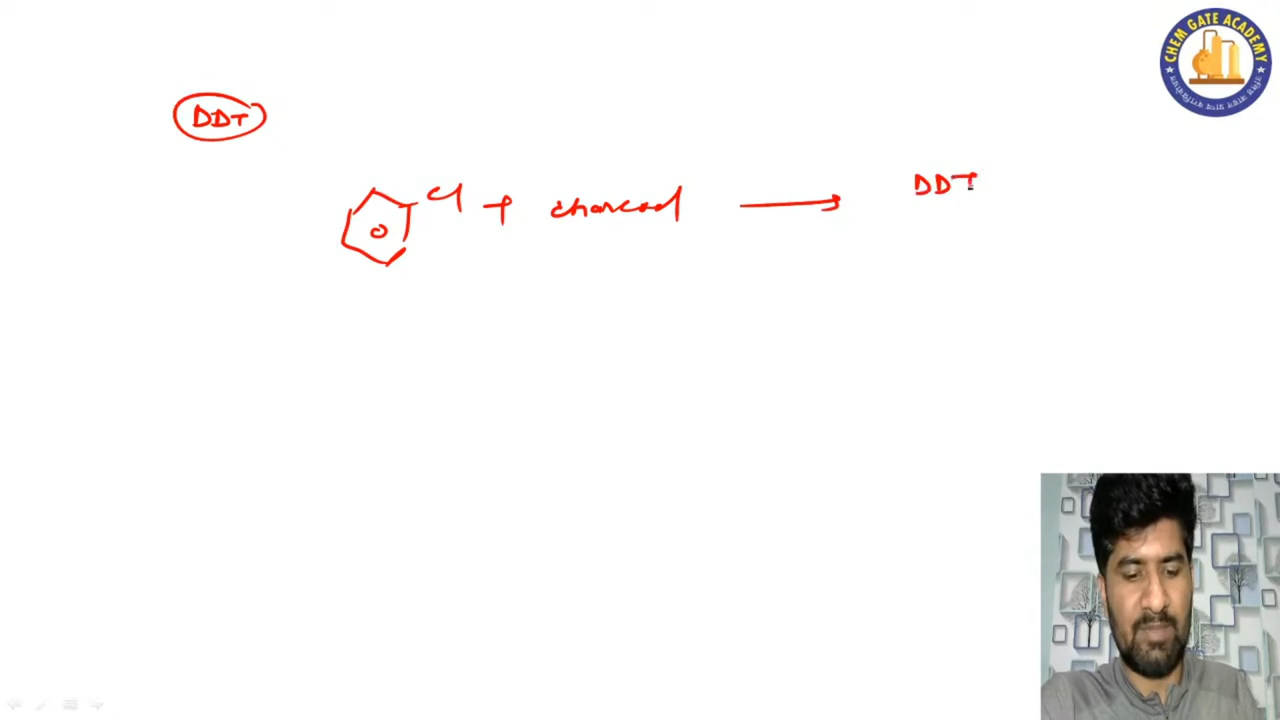 CHEM GATE ACADEMY
DDT
Cl + charcoal → DDT